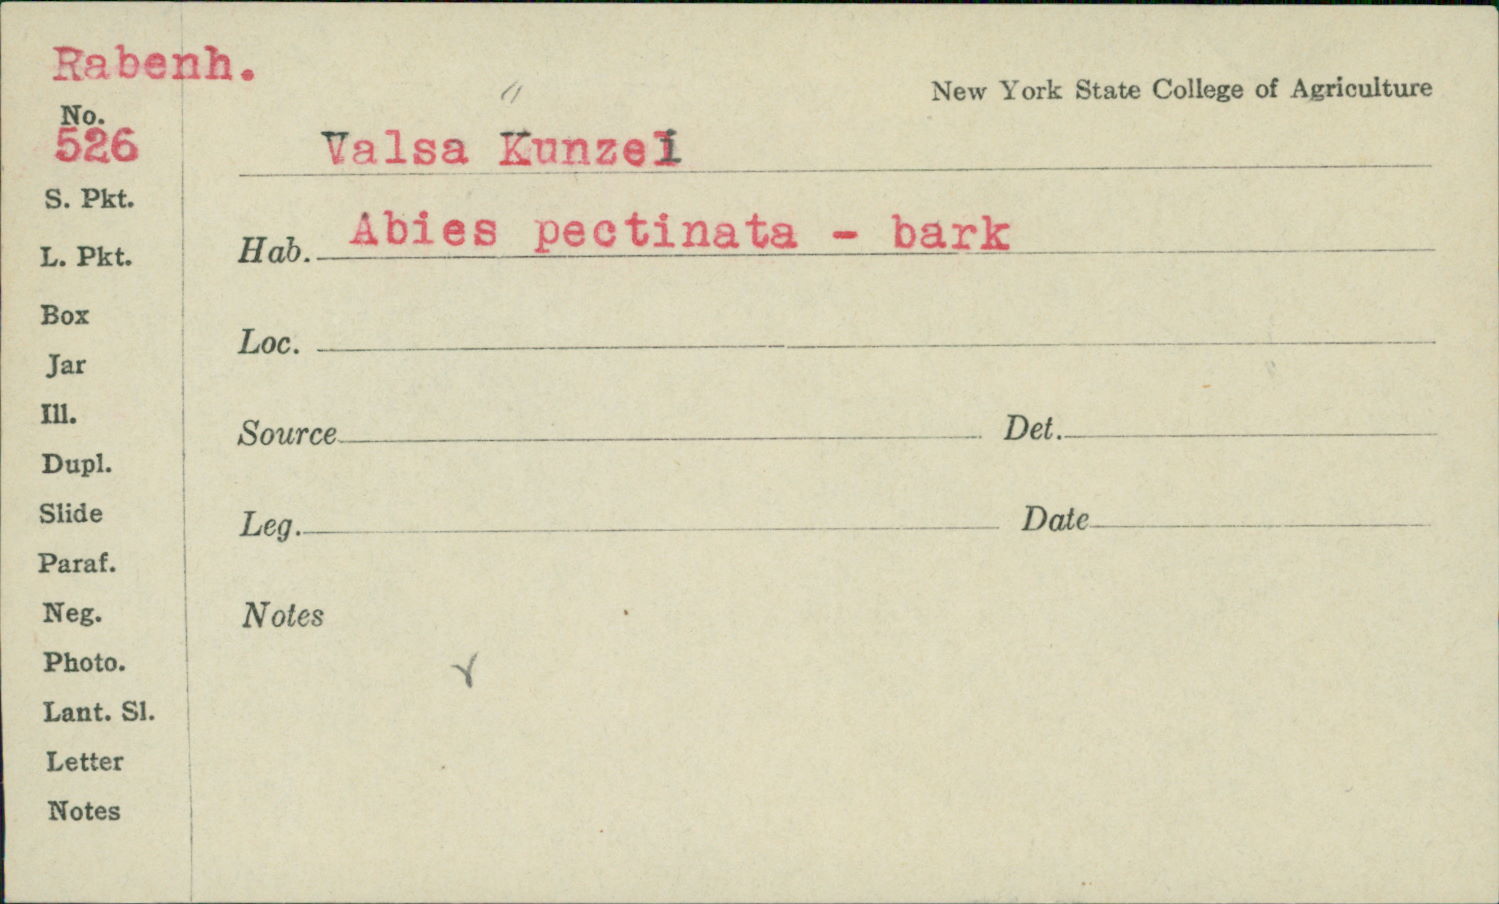 Rabenh.
New York State College of Agriculture
No.
526
Valsa Kunzei
S. Pkt.
Hab. Abies pectinata - bark
L. Pkt.
Box
Loc.
Jar
Ill.
Source Det.
Dupl.
Slide
Leg. Date
Paraf.
Neg.
Notes
Photo.
Lant. Sl.
Letter
Notes